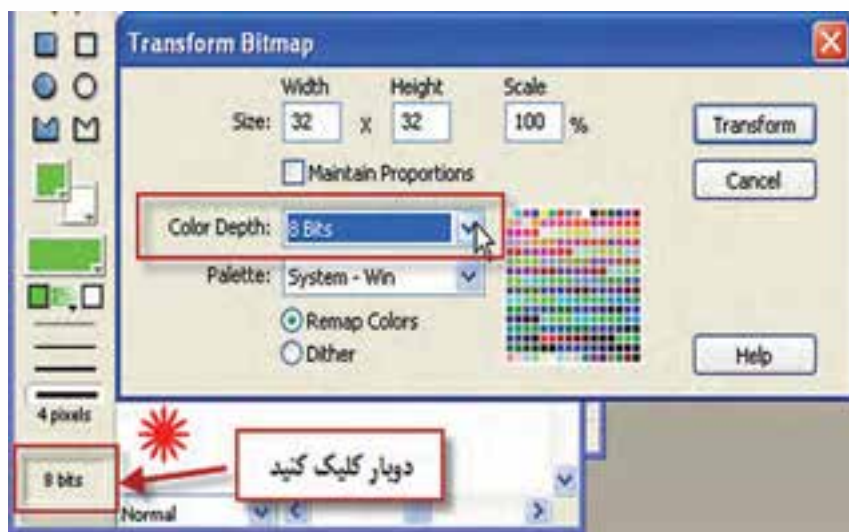 Transform Bitmap
Width Height Scale
Size: 32 X 32 100 %
Maintain Proportions
Color Depth: 8 Bits
Palette: System - Win
Remap Colors
Dither
Transform
Cancel
Help
4 pixels
8 bits
دوبار کلیک کنید
Normal